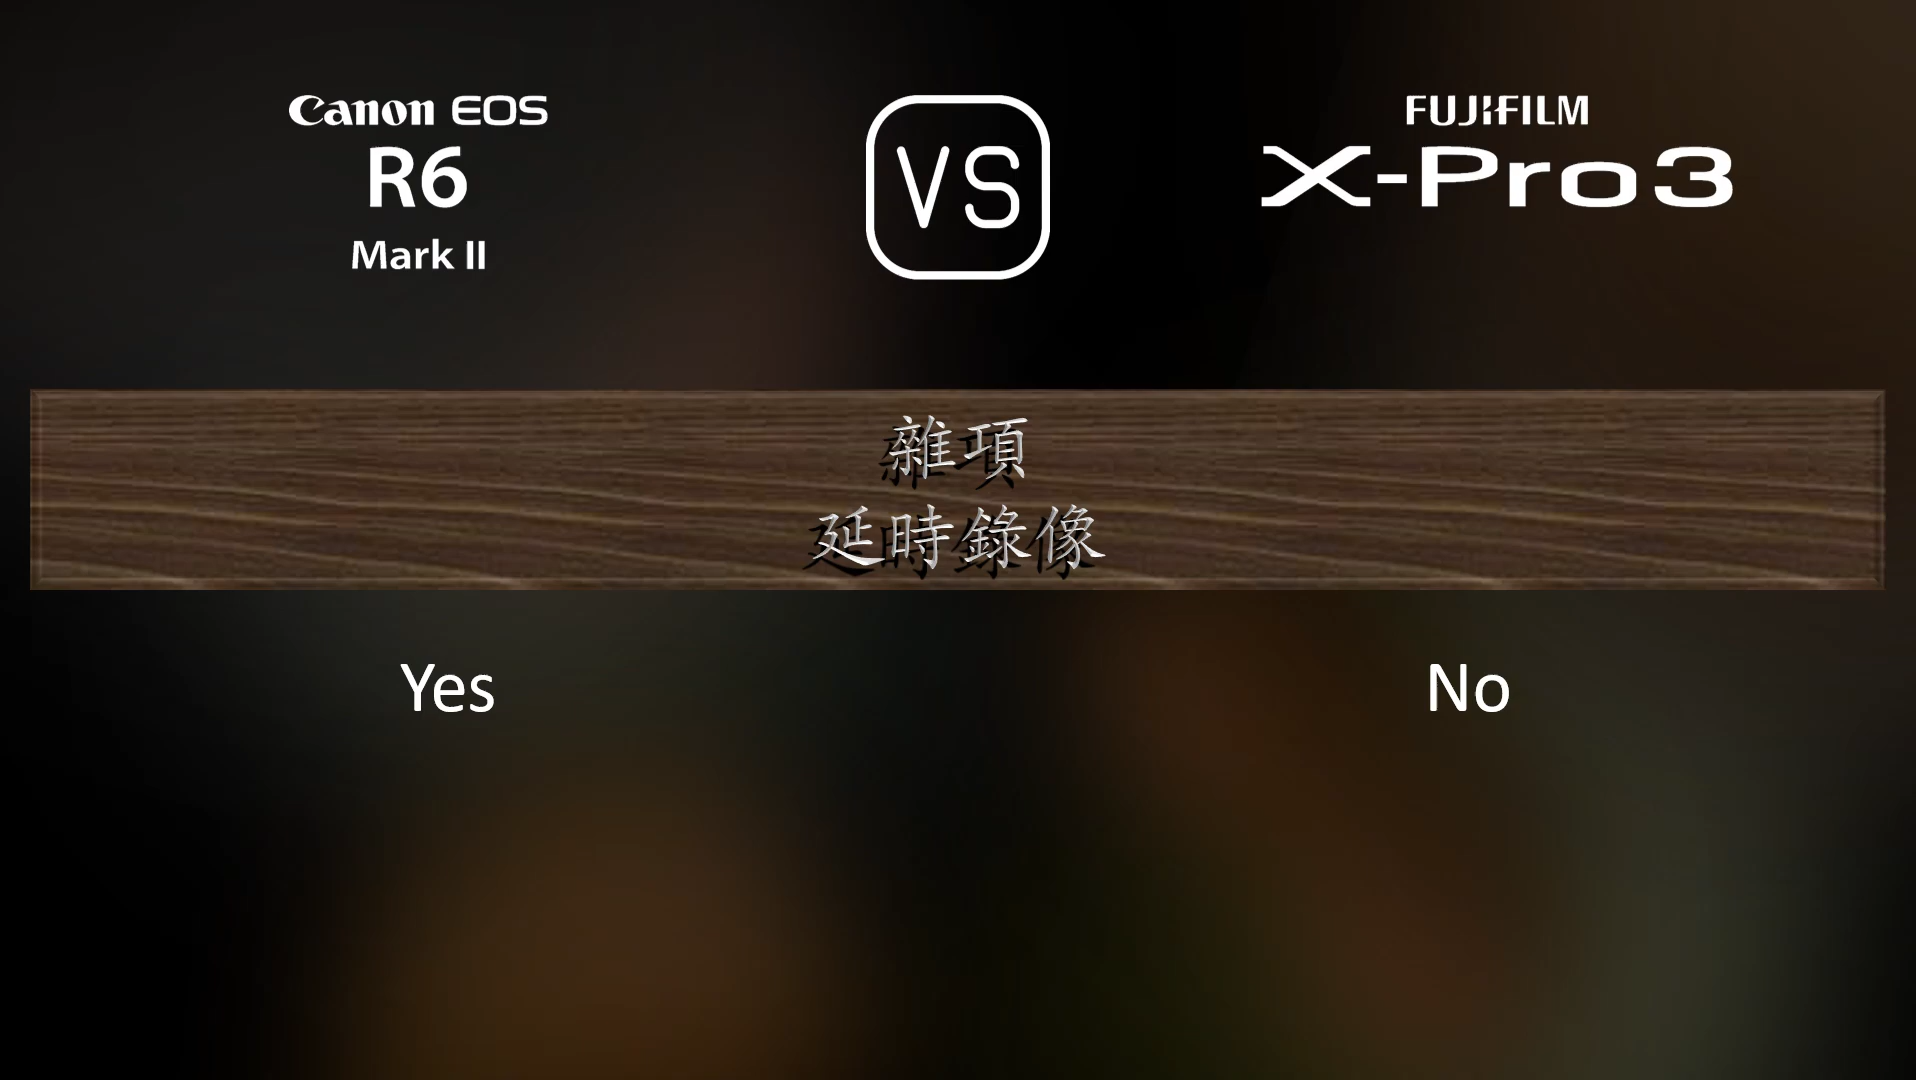 Canon EOS
R6
Mark II
VS
FUJIFILM
X-Pro3
雜項
延時錄像
Yes
No